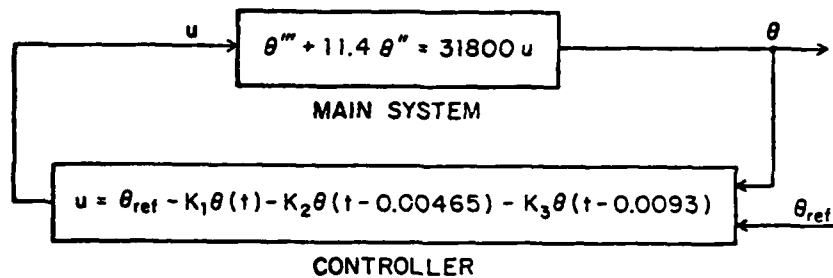 u
θ
θ‴ + 11.4 θ″ = 31800 u
MAIN SYSTEM
u = θref - K₁θ(t) - K₂θ(t - 0.00465) - K₃θ(t - 0.0093)
θref
CONTROLLER